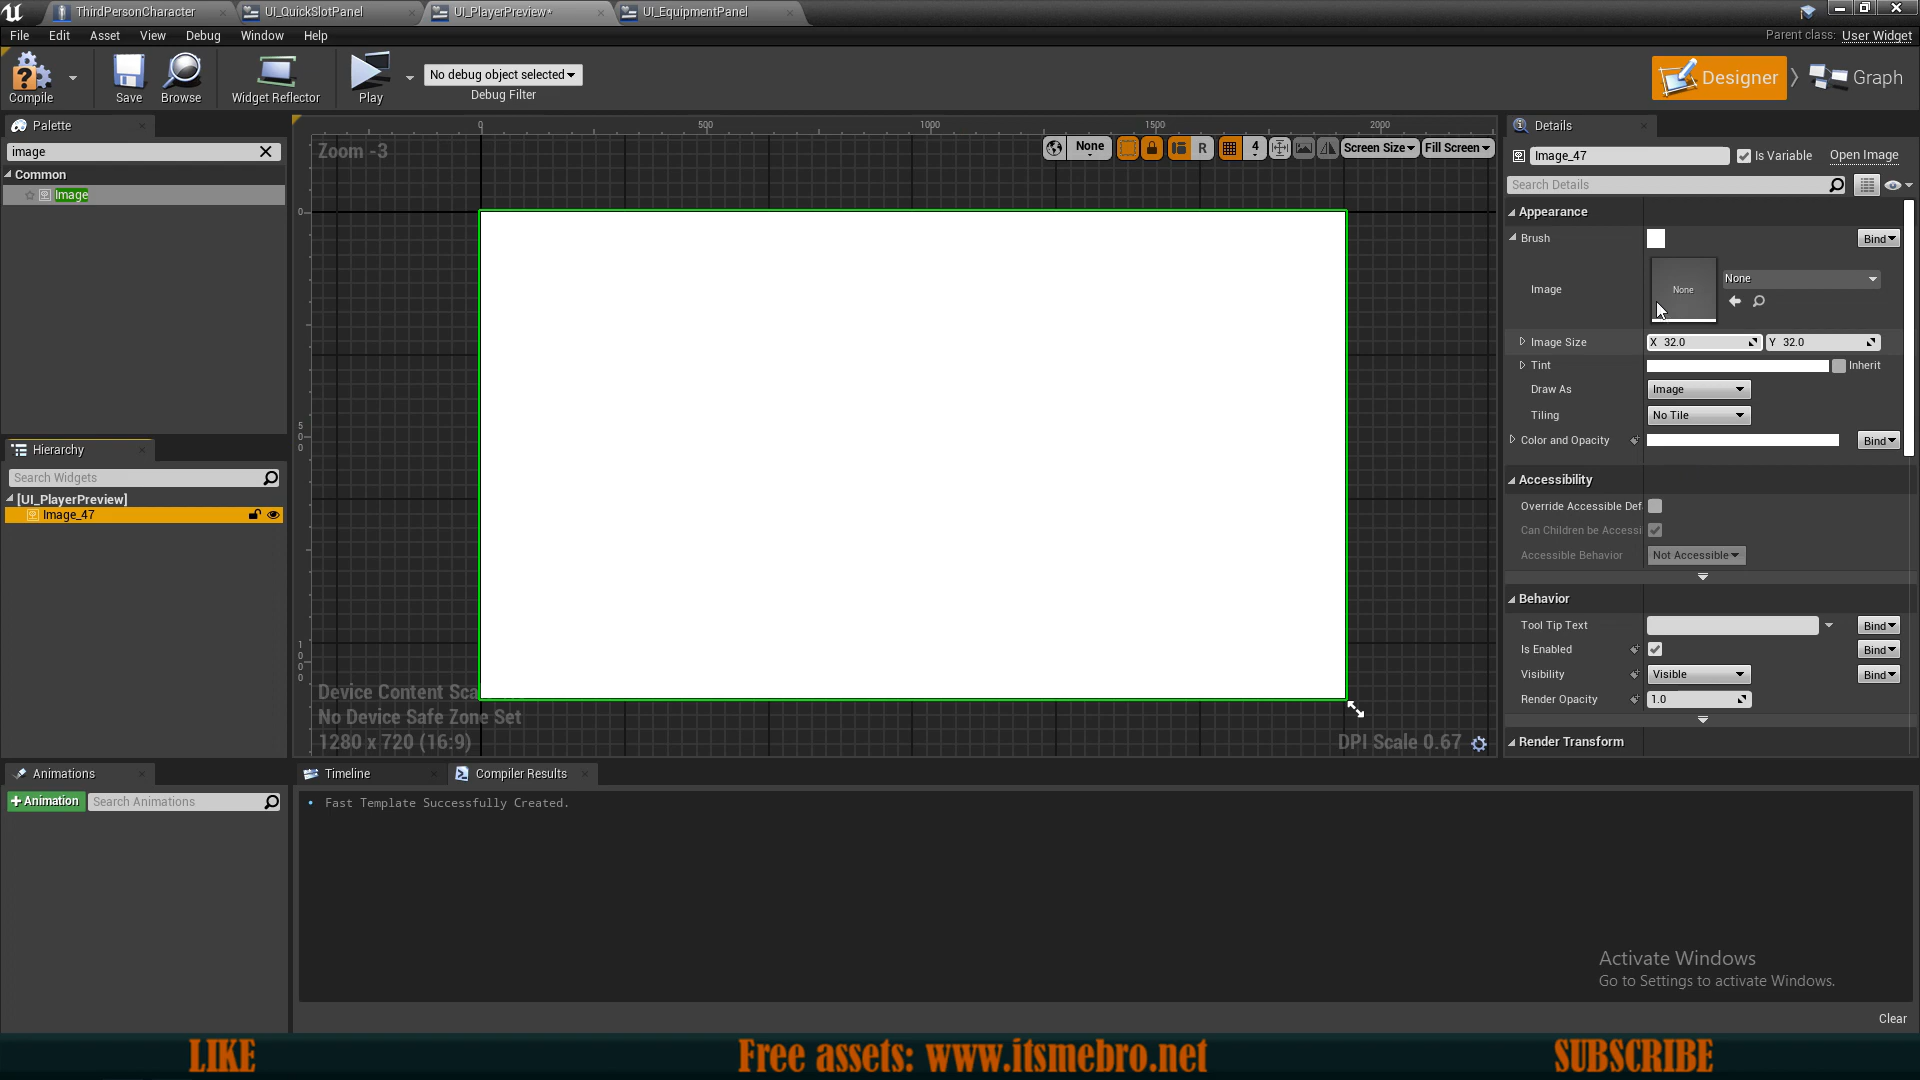 ThirdPersonCharacter
UI_QuickSlotPanel
UI_PlayerPreview*
UI_EquipmentPanel
File Edit Asset View Debug Window Help
Parent class: User Widget
Compile
Save
Browse
Widget Reflector
Play
No debug object selected
Debug Filter
Designer
Graph
Palette
image
Common
Image
Hierarchy
Search Widgets
[UI_PlayerPreview]
Image_47
0 500 1000 1500 2000
Zoom -3
None
R
4
Screen Size
Fill Screen
0
500
1000
No Device Safe Zone Set
1280 x 720 (16:9)
DPI Scale 0.67
Details
Image_47
Is Variable
Open Image
Search Details
Appearance
Brush
Bind
Image
None
None
Image Size
X 32.0
Y 32.0
Tint
Inherit
Draw As
Image
Tiling
No Tile
Color and Opacity
Bind
Accessibility
Override Accessible Def
Can Children be Accessi
Accessible Behavior
Not Accessible
Behavior
Tool Tip Text
Bind
Is Enabled
Bind
Visibility
Visible
Bind
Render Opacity
1.0
Render Transform
Animations
+Animation
Search Animations
Timeline
Compiler Results
• Fast Template Successfully Created.
Activate Windows
Go to Settings to activate Windows.
Clear
LIKE
Free assets: www.itsmebro.net
SUBSCRIBE